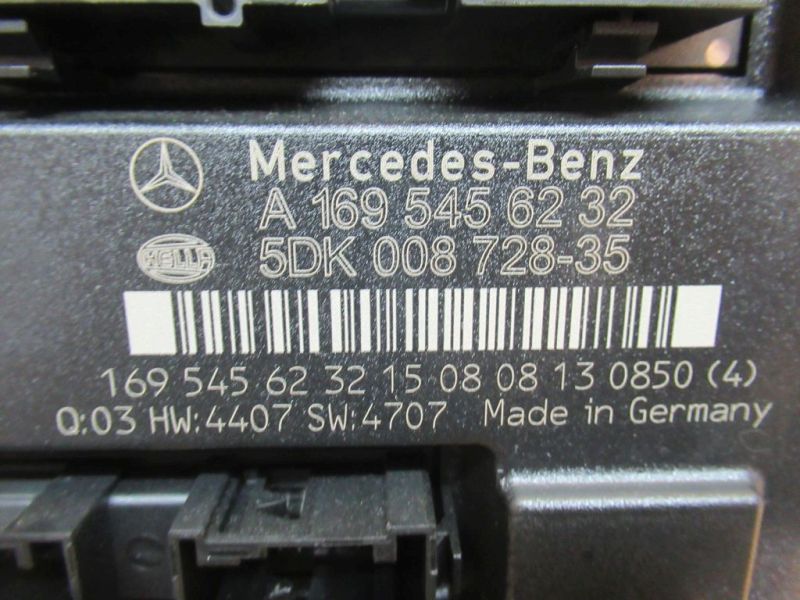 Mercedes-Benz
A 169 545 62 32
HELLA
5DK 008 728-35
169 545 62 32 15 08 08 13 0850 (4)
Q:03 HW:4407 SW:4707 Made in Germany